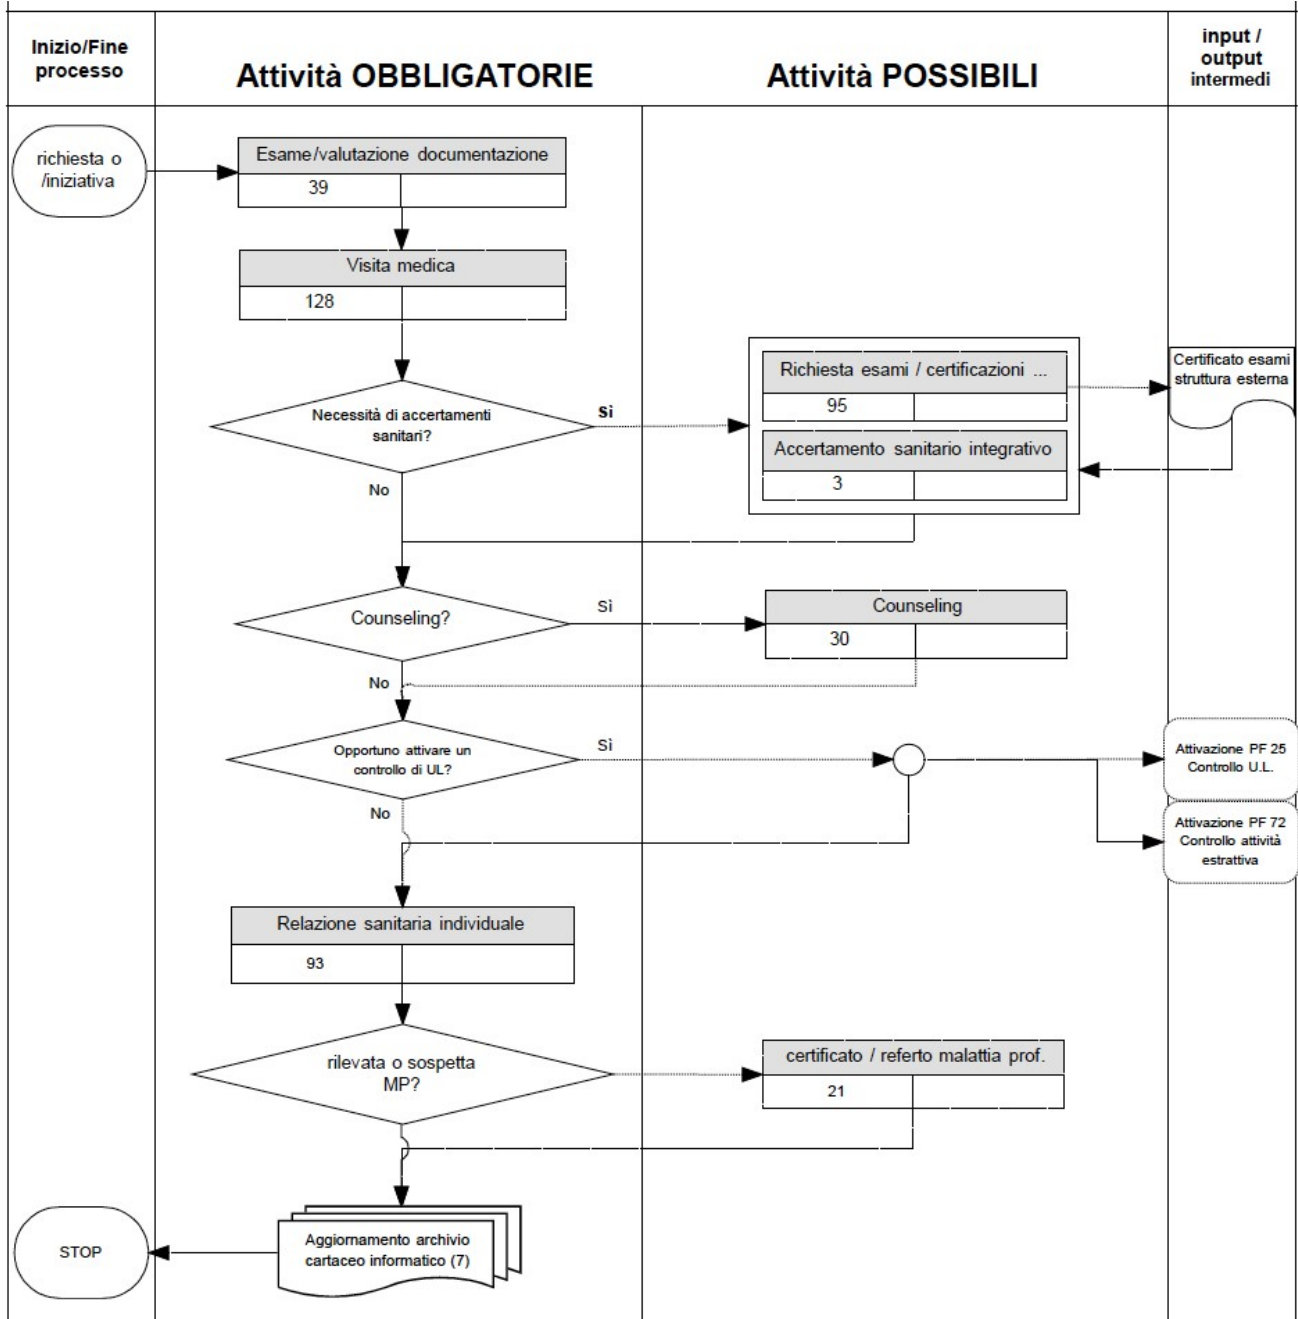 Inizio/Fine
processo
Attività OBBLIGATORIE
Attività POSSIBILI
input /
output
intermedi
richiesta o
/iniziativa
Esame/valutazione documentazione
39
Visita medica
128
Necessità di accertamenti
sanitari?
Sì
No
Richiesta esami / certificazioni ...
95
Accertamento sanitario integrativo
3
Certificato esami
struttura esterna
Counseling?
Sì
No
Counseling
30
Opportuno attivare un
controllo di UL?
Sì
No
Attivazione PF 25
Controllo U.L.
Attivazione PF 72
Controllo attività
estrattiva
Relazione sanitaria individuale
93
rilevata o sospetta
MP?
certificato / referto malattia prof.
21
Aggiornamento archivio
cartaceo informatico (7)
STOP